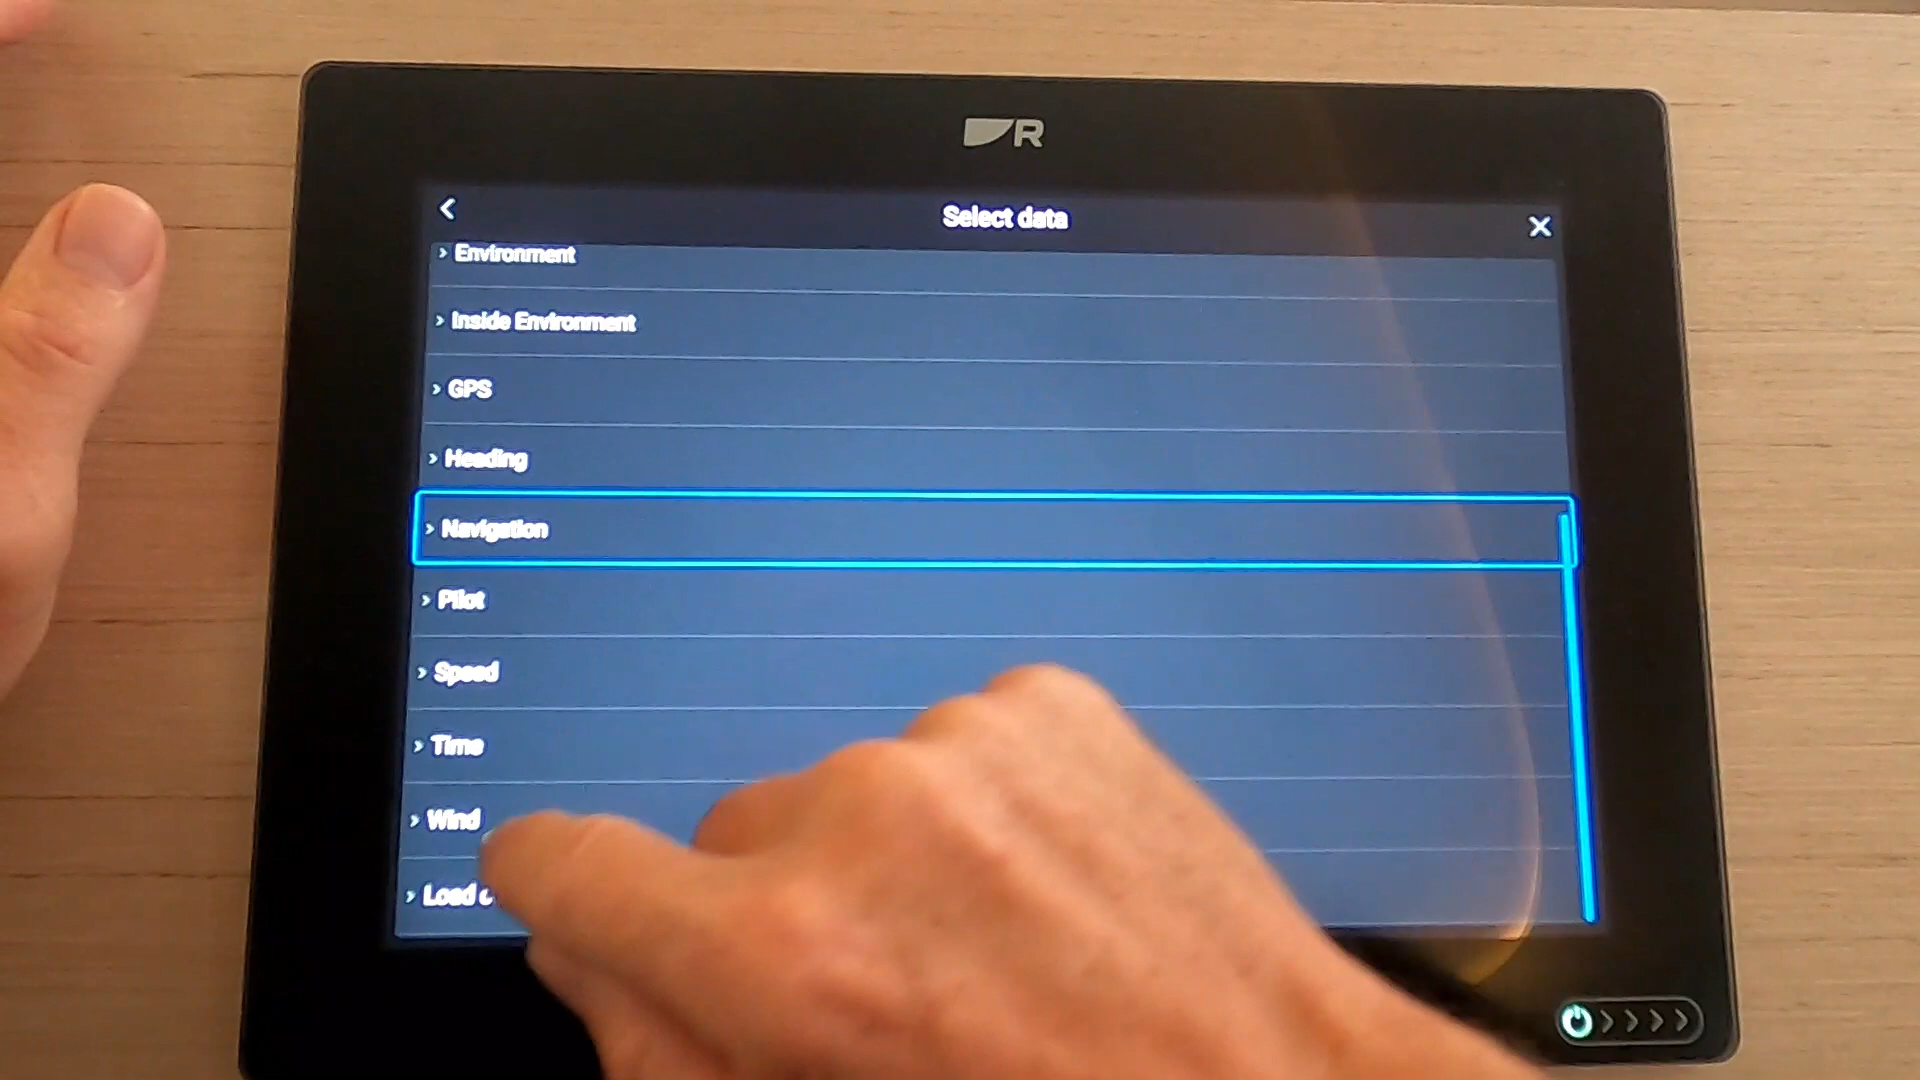 R
Select data
Environment
Inside Environment
GPS
Heading
Navigation
Pilot
Speed
Time
Wind
Load